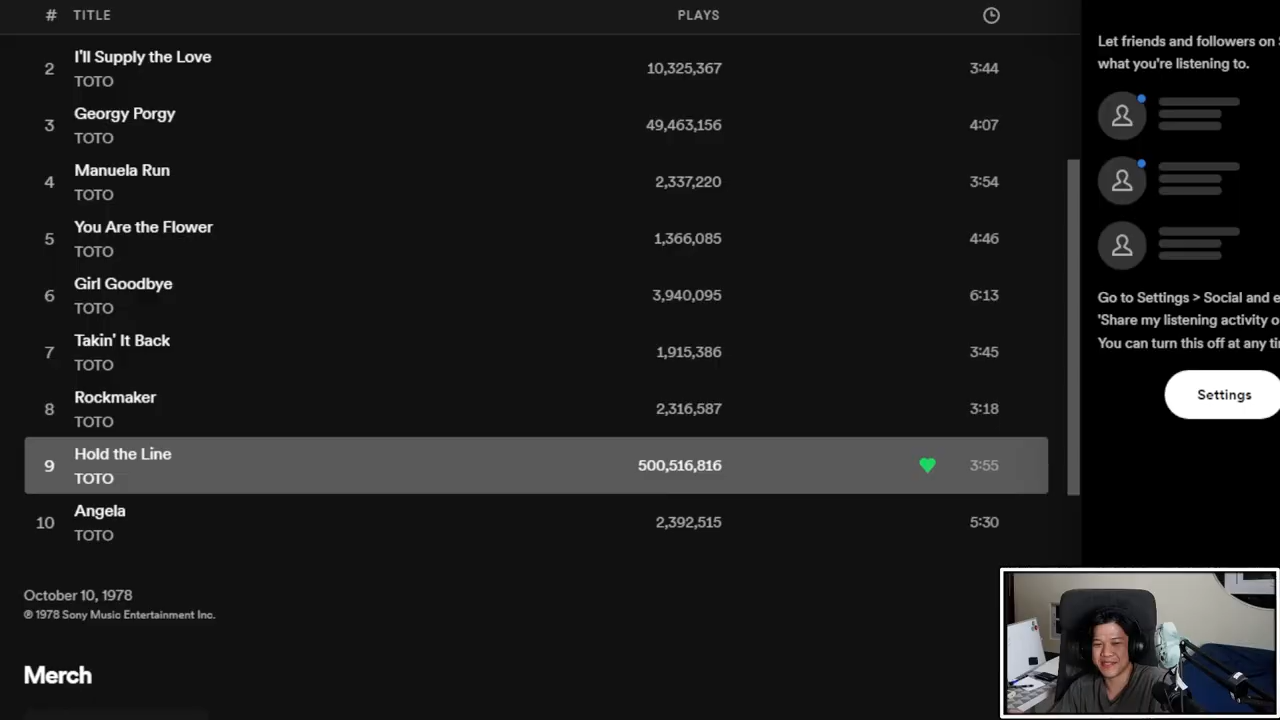 # TITLE PLAYS
2 I'll Supply the Love 10,325,367 3:44
TOTO
3 Georgy Porgy 49,463,156 4:07
TOTO
4 Manuela Run 2,337,220 3:54
TOTO
5 You Are the Flower 1,366,085 4:46
TOTO
6 Girl Goodbye 3,940,095 6:13
TOTO
7 Takin' It Back 1,915,386 3:45
TOTO
8 Rockmaker 2,316,587 3:18
TOTO
9 Hold the Line 500,516,816 3:55
TOTO
10 Angela 2,392,515 5:30
TOTO
October 10, 1978
℗ 1978 Sony Music Entertainment Inc.
Merch
Let friends and followers on
what you're listening to.
Go to Settings > Social and
'Share my listening activity
You can turn this off at any
Settings